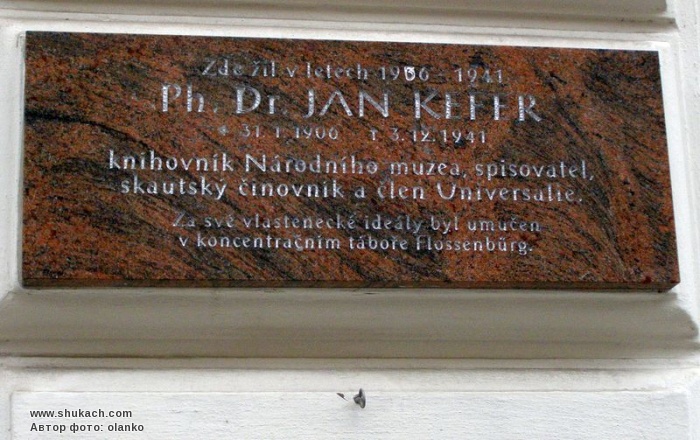 Zde žil v letech 1906 - 1941
Ph. Dr. JAN KEFER
* 31. 1. 1906 † 3. 12. 1941
knihovník Národního muzea, spisovatel,
skautský činovník a člen Universalie.
Za své vlastenecké ideály byl umučen
v koncentračním táboře Flossenbürg.
www.shukach.com
Автор фото: olanko